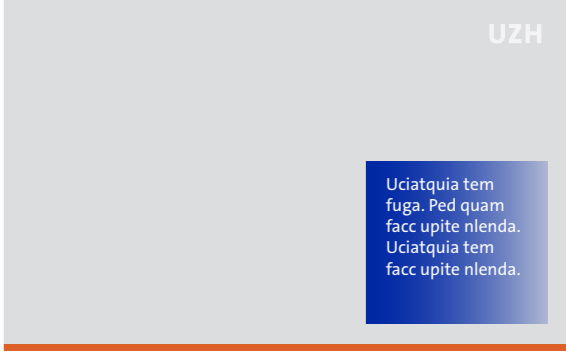 UZH
Uciatquia tem
fuga. Ped quam
facc upite nlenda.
Uciatquia tem
facc upite nlenda.